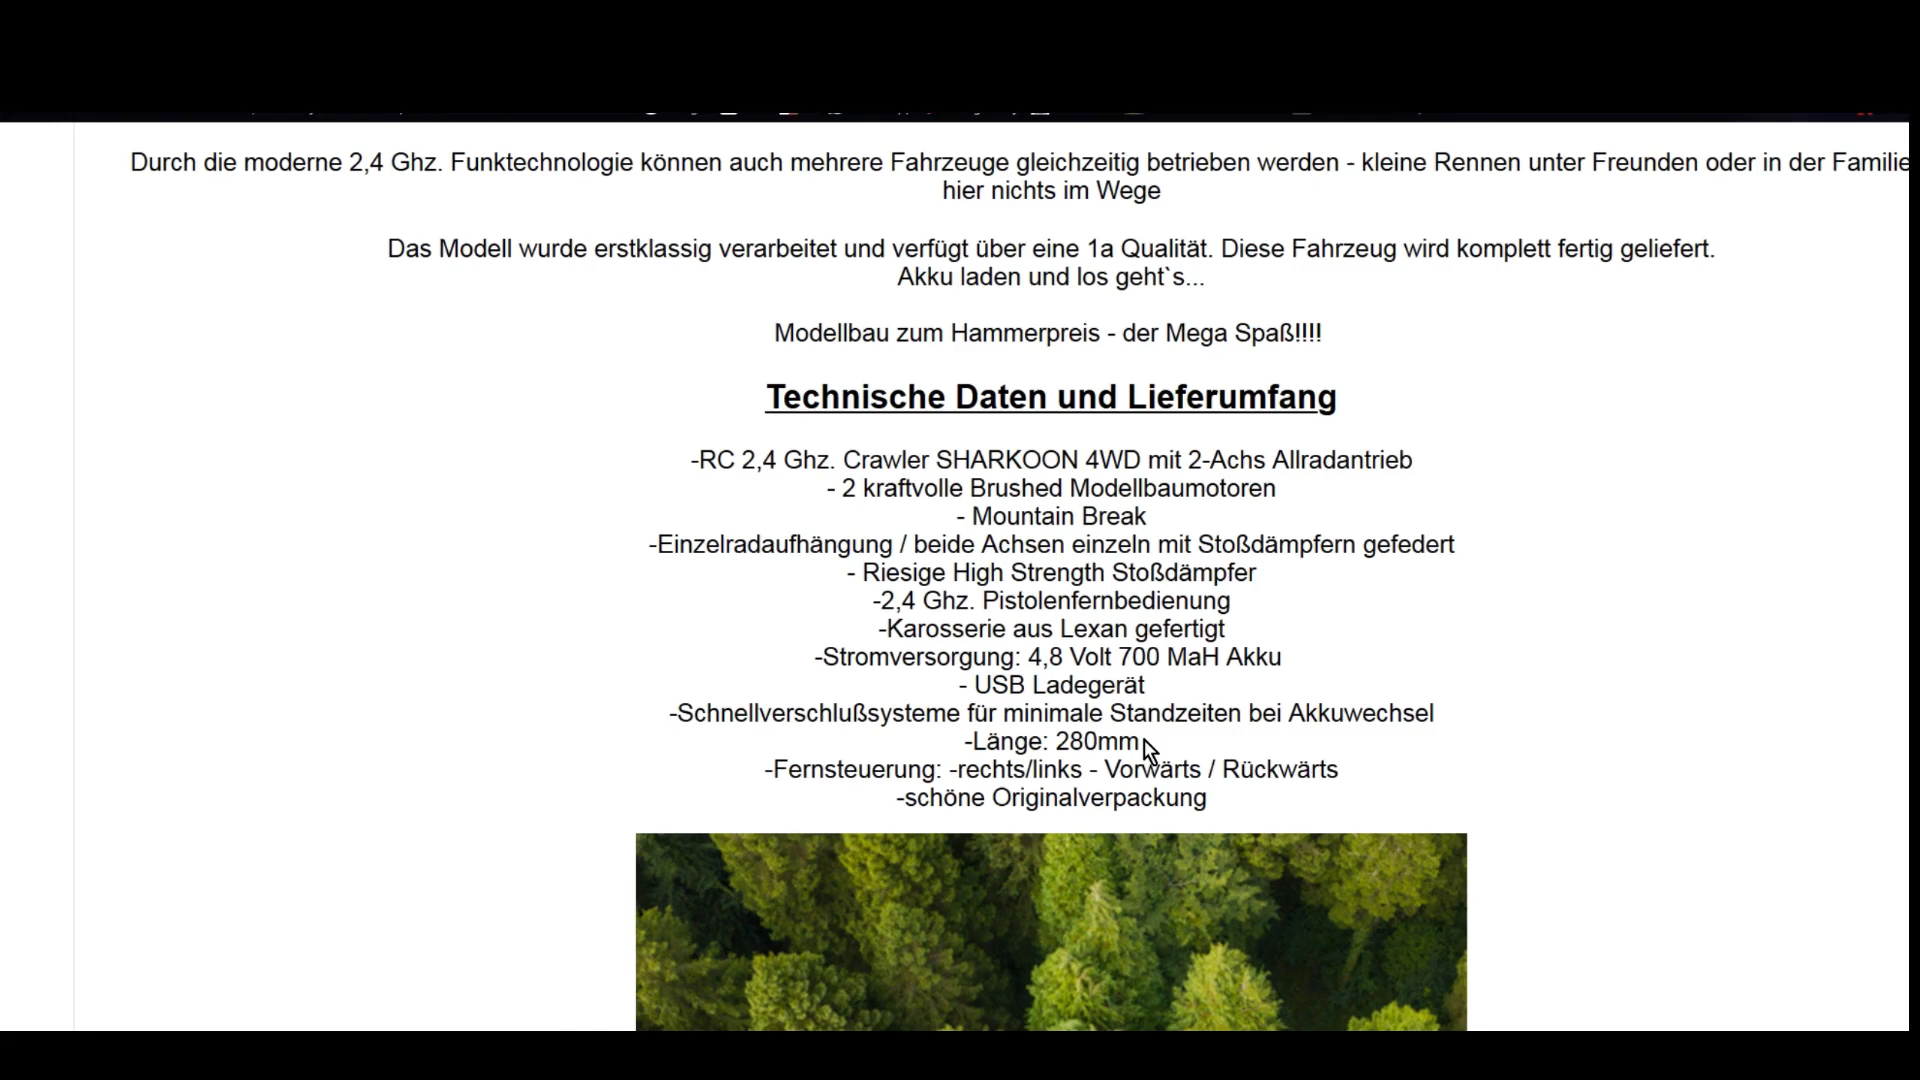 Durch die moderne 2,4 Ghz. Funktechnologie können auch mehrere Fahrzeuge gleichzeitig betrieben werden - kleine Rennen unter Freunden oder in der Familie
hier nichts im Wege
Das Modell wurde erstklassig verarbeitet und verfügt über eine 1a Qualität. Diese Fahrzeug wird komplett fertig geliefert.
Akku laden und los geht`s...
Modellbau zum Hammerpreis - der Mega Spaß!!!!
Technische Daten und Lieferumfang
-RC 2,4 Ghz. Crawler SHARKOON 4WD mit 2-Achs Allradantrieb
- 2 kraftvolle Brushed Modellbaumotoren
- Mountain Break
-Einzelradaufhängung / beide Achsen einzeln mit Stoßdämpfern gefedert
- Riesige High Strength Stoßdämpfer
-2,4 Ghz. Pistolenfernbedienung
-Karosserie aus Lexan gefertigt
-Stromversorgung: 4,8 Volt 700 MaH Akku
- USB Ladegerät
-Schnellverschlußsysteme für minimale Standzeiten bei Akkuwechsel
-Länge: 280mm
-Fernsteuerung: -rechts/links - Vorwärts / Rückwärts
-schöne Originalverpackung